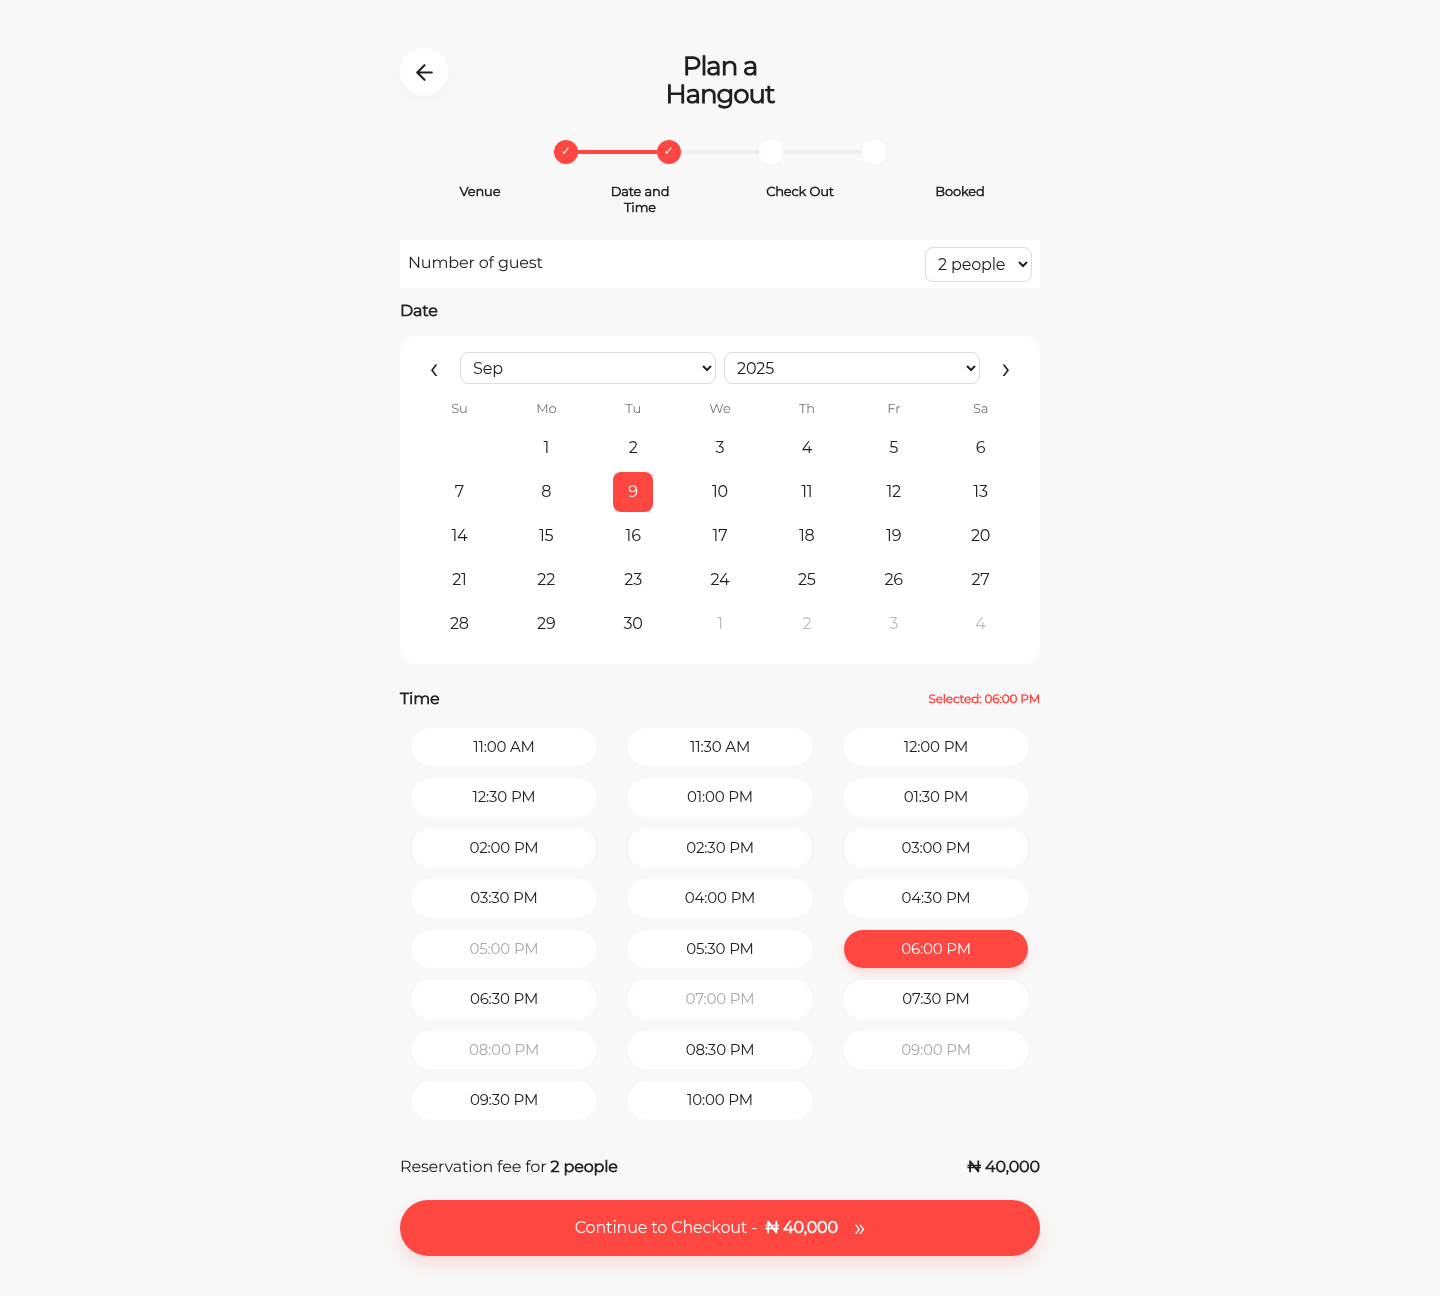 Plan a
Hangout
✓ ✓
Venue Date and Time Check Out Booked
Number of guest 2 people
Date
‹ Sep 2025 ›
Su Mo Tu We Th Fr Sa
1 2 3 4 5 6
7 8 9 10 11 12 13
14 15 16 17 18 19 20
21 22 23 24 25 26 27
28 29 30 1 2 3 4
Time Selected: 06:00 PM
11:00 AM 11:30 AM 12:00 PM
12:30 PM 01:00 PM 01:30 PM
02:00 PM 02:30 PM 03:00 PM
03:30 PM 04:00 PM 04:30 PM
05:00 PM 05:30 PM 06:00 PM
06:30 PM 07:00 PM 07:30 PM
08:00 PM 08:30 PM 09:00 PM
09:30 PM 10:00 PM
Reservation fee for 2 people ₦ 40,000
Continue to Checkout - ₦ 40,000 »